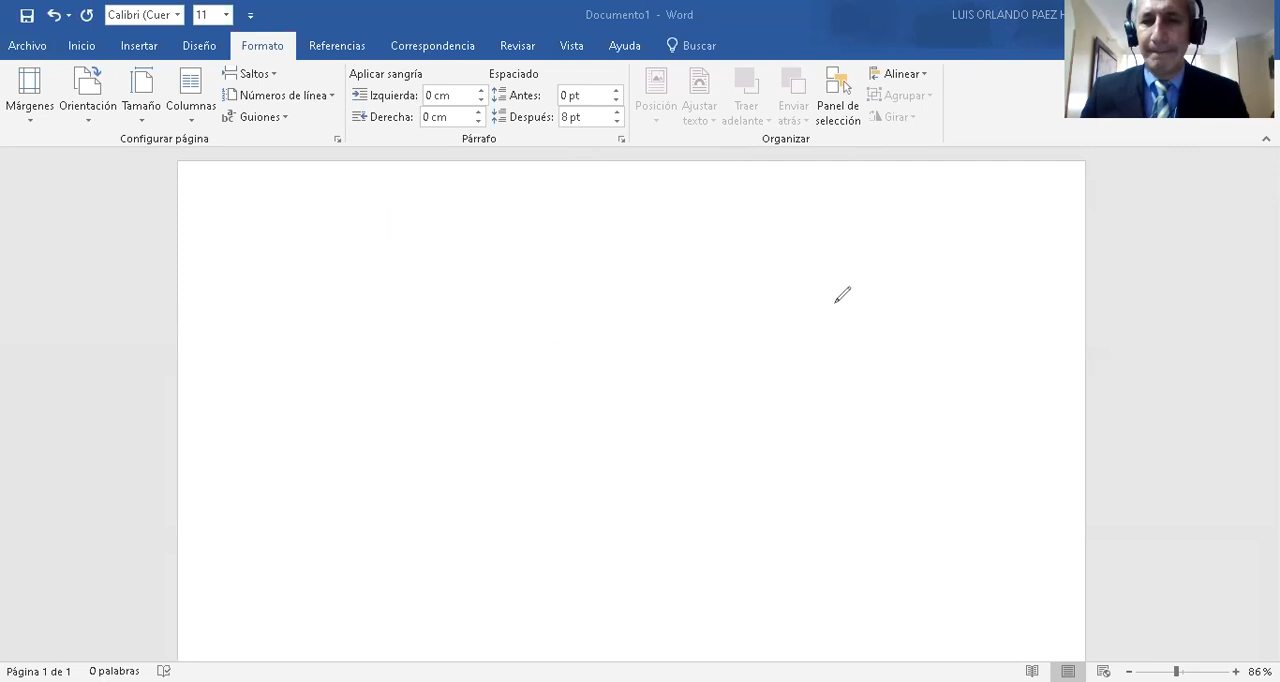 Calibri (Cuer 11 Documento1 - Word LUIS ORLANDO PAEZ H
Archivo Inicio Insertar Diseño Formato Referencias Correspondencia Revisar Vista Ayuda Buscar
Márgenes Orientación Tamaño Columnas
Saltos
Números de línea
Guiones
Configurar página
Aplicar sangría Espaciado
Izquierda: 0 cm Antes: 0 pt
Derecha: 0 cm Después: 8 pt
Párrafo
Posición Ajustar texto Traer adelante Enviar atrás Panel de selección
Alinear
Agrupar
Girar
Organizar
Página 1 de 1 0 palabras 86%